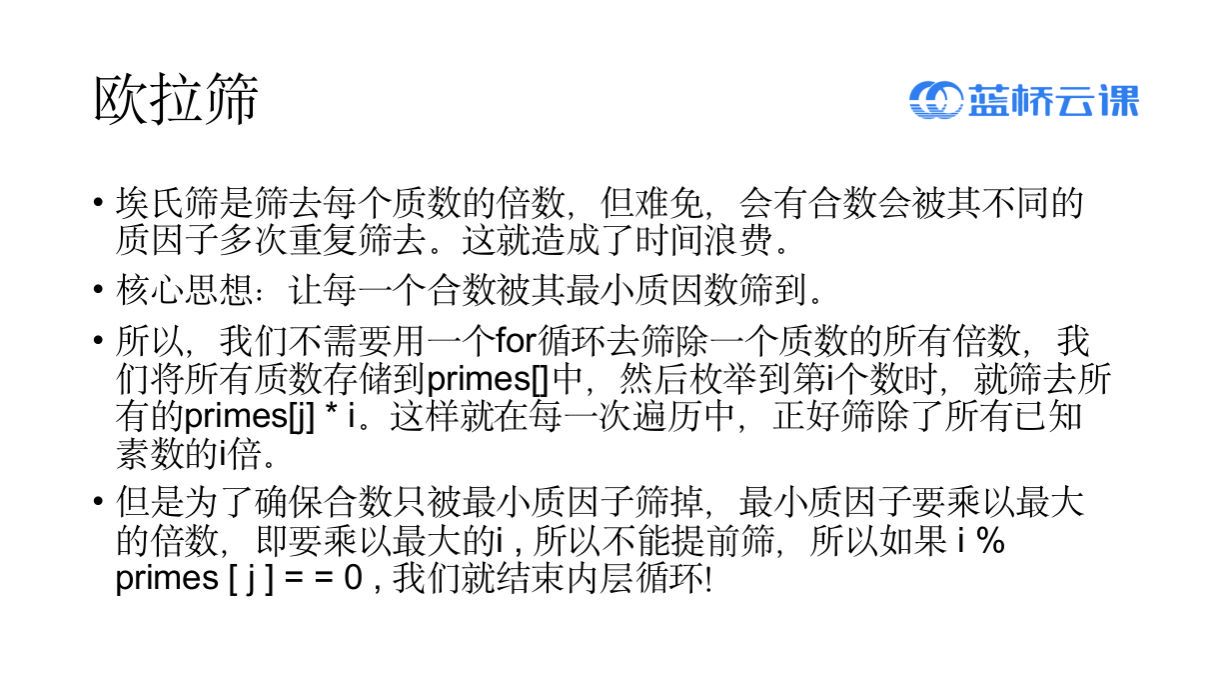 欧拉筛
蓝桥云课
• 埃氏筛是筛去每个质数的倍数，但难免，会有合数会被其不同的
质因子多次重复筛去。这就造成了时间浪费。
• 核心思想：让每一个合数被其最小质因数筛到。
• 所以，我们不需要用一个for循环去筛除一个质数的所有倍数，我
们将所有质数存储到primes[]中，然后枚举到第i个数时，就筛去所
有的primes[j] * i。这样就在每一次遍历中，正好筛除了所有已知
素数的i倍。
• 但是为了确保合数只被最小质因子筛掉，最小质因子要乘以最大
的倍数，即要乘以最大的i , 所以不能提前筛，所以如果 i %
primes [ j ] = = 0 , 我们就结束内层循环!